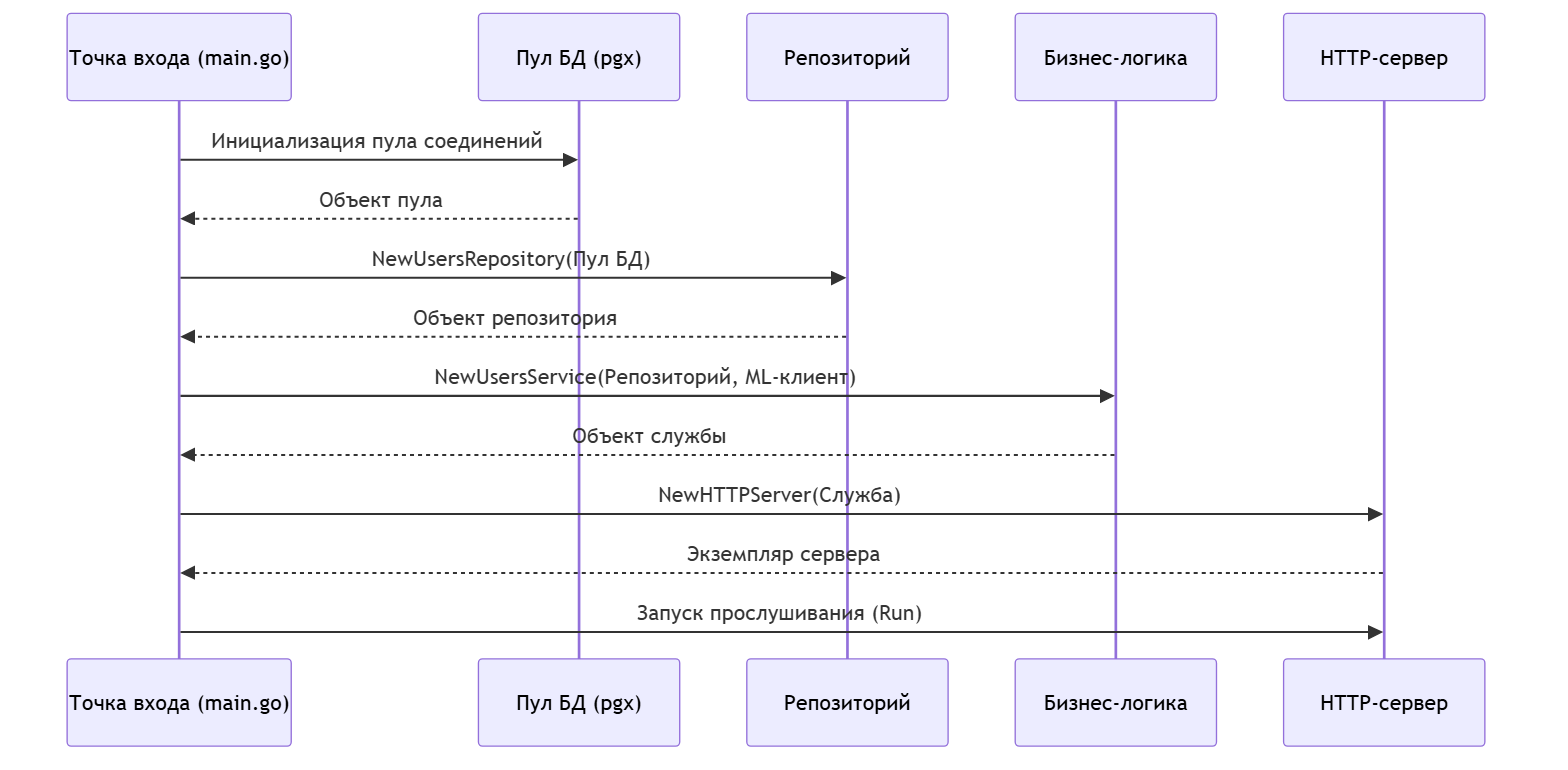 Точка входа (main.go)
Пул БД (pgx)
Репозиторий
Бизнес-логика
HTTP-сервер
Инициализация пула соединений
Объект пула
NewUsersRepository(Пул БД)
Объект репозитория
NewUsersService(Репозиторий, ML-клиент)
Объект службы
NewHTTPServer(Служба)
Экземпляр сервера
Запуск прослушивания (Run)
Точка входа (main.go)
Пул БД (pgx)
Репозиторий
Бизнес-логика
HTTP-сервер